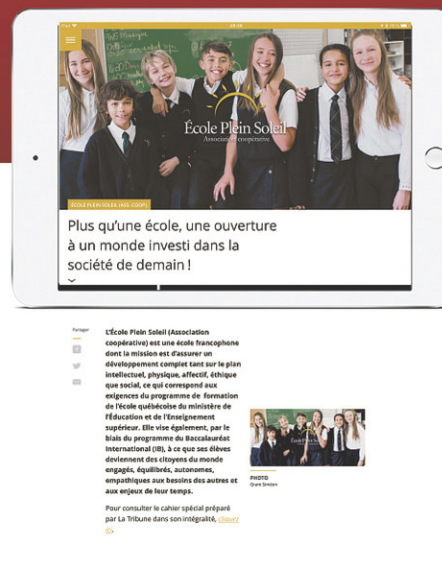 École Plein Soleil
Association coopérative
ÉCOLE PLEIN SOLEIL (ASS. COOP.)
Plus qu'une école, une ouverture
à un monde investi dans la
société de demain !
Partager
L'École Plein Soleil (Association
coopérative) est une école francophone
dont la mission est d'assurer un
développement complet tant sur le plan
intellectuel, physique, affectif, éthique
que social, ce qui correspond aux
exigences du programme de formation
de l'école québécoise du ministère de
l'Éducation et de l'Enseignement
supérieur. Elle vise également, par le
biais du programme du Baccalauréat
International (IB), à ce que ses élèves
deviennent des citoyens du monde
engagés, équilibrés, autonomes,
empathiques aux besoins des autres et
aux enjeux de leur temps.
École Plein Soleil
PHOTO
Grant Simeon
Pour consulter le cahier spécial préparé
par La Tribune dans son intégralité, cliquez
ici.